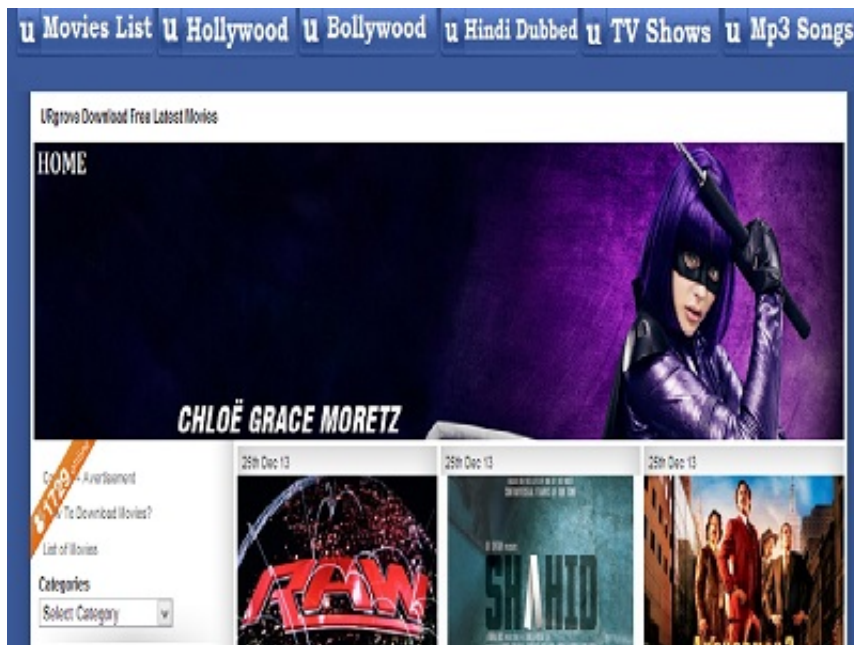 u Movies List u Hollywood u Bollywood u Hindi Dubbed u TV Shows u Mp3 Songs
URgrove Download Free Latest Movies
HOME
CHLOË GRACE MORETZ
& 1729
Avertisement
To Download Movies?
List of Movies
Categories
Select Category
25th Dec 13 25th Dec 13 25th Dec 13
RAW
SHAHID